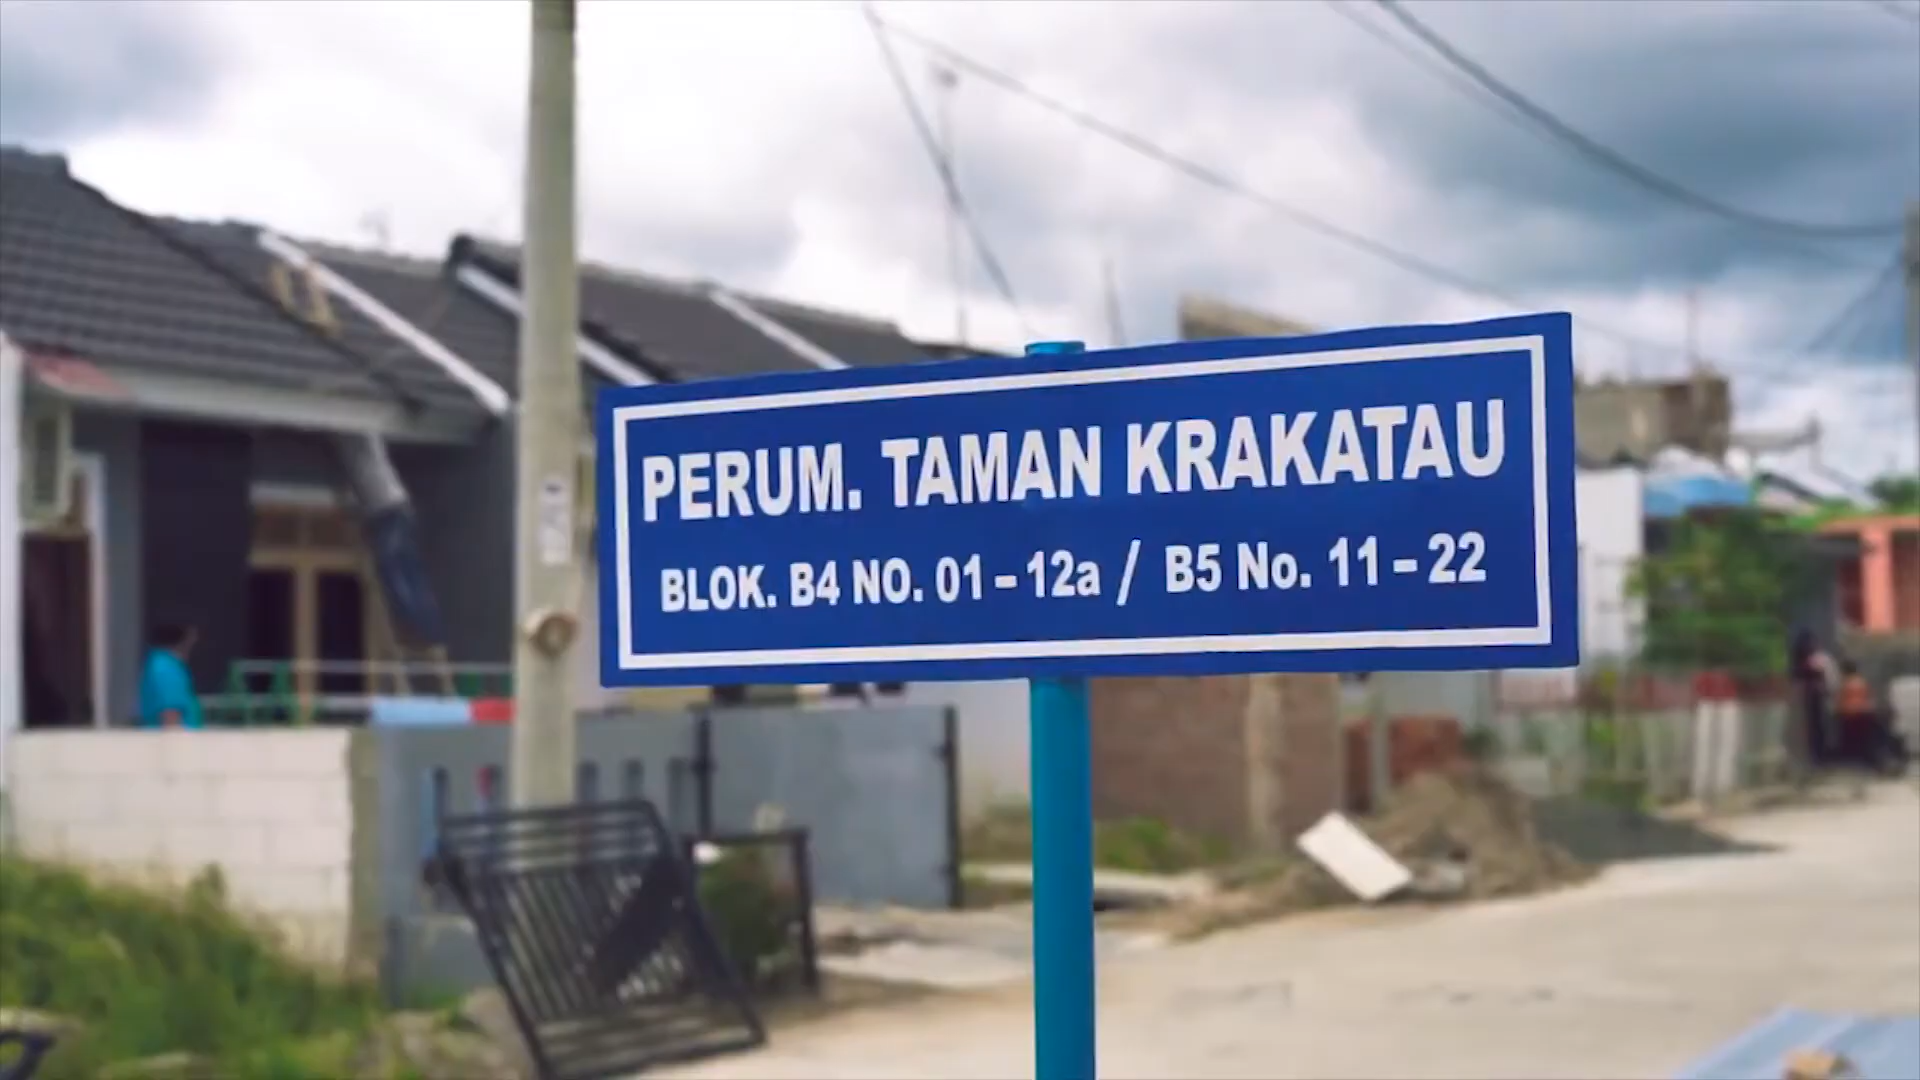 PERUM. TAMAN KRAKATAU
BLOK. B4 NO. 01 - 12a / B5 No. 11 - 22